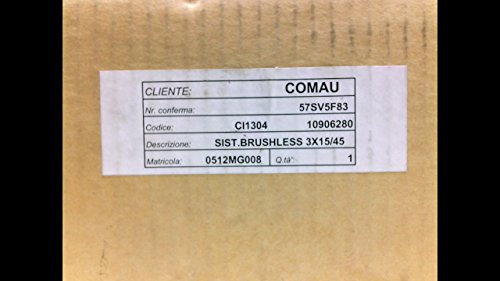 CLIENTE: COMAU
Nr. conferma: 57SV5F83
Codice: CI1304 10906280
Descrizione: SIST.BRUSHLESS 3X15/45
Matricola: 0512MG008 Q.tà: 1